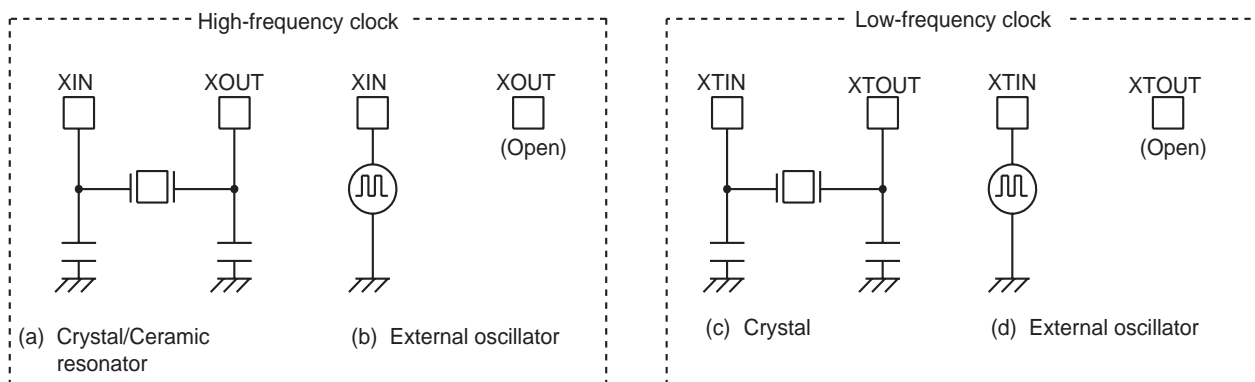 High-frequency clock
XIN
XOUT
XIN
XOUT
(Open)
(a) Crystal/Ceramic
resonator
(b) External oscillator
Low-frequency clock
XTIN
XTOUT
XTIN
XTOUT
(Open)
(c) Crystal
(d) External oscillator